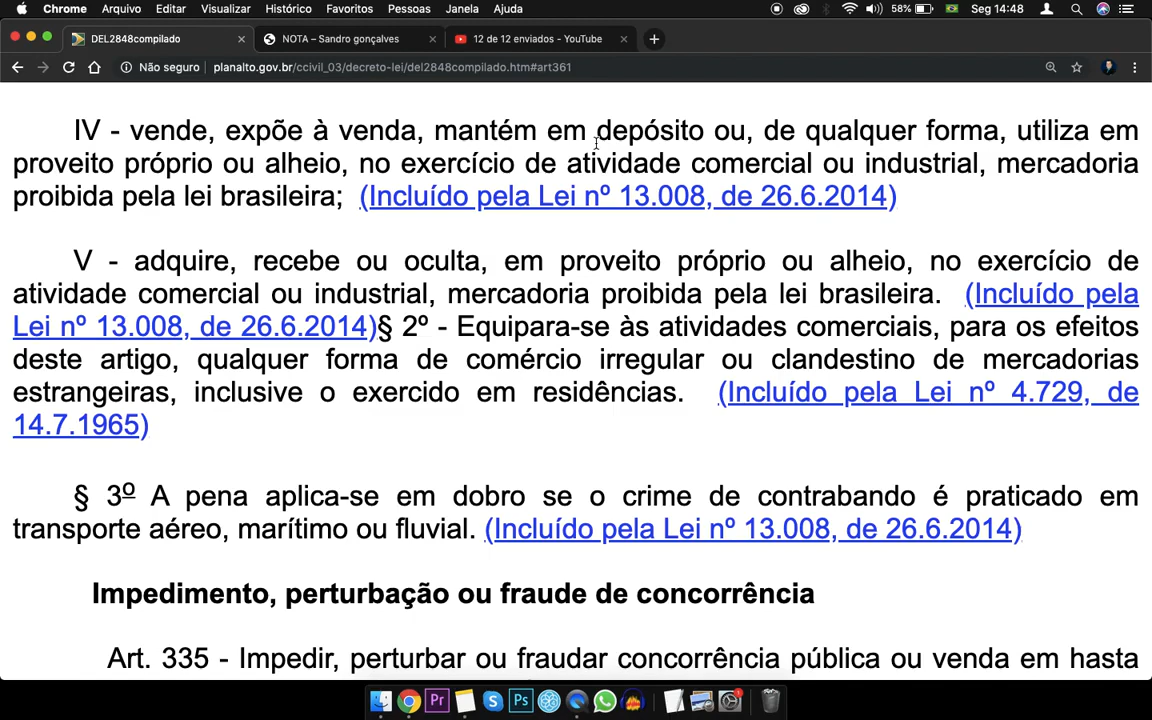 Chrome Arquivo Editar Visualizar Histórico Favoritos Pessoas Janela Ajuda 58% Seg 14:48
DEL2848compilado NOTA – Sandro gonçalves 12 de 12 enviados - YouTube
Não seguro planalto.gov.br/ccivil_03/decreto-lei/del2848compilado.htm#art361
IV - vende, expõe à venda, mantém em depósito ou, de qualquer forma, utiliza em
proveito próprio ou alheio, no exercício de atividade comercial ou industrial, mercadoria
proibida pela lei brasileira; (Incluído pela Lei nº 13.008, de 26.6.2014)
V - adquire, recebe ou oculta, em proveito próprio ou alheio, no exercício de
atividade comercial ou industrial, mercadoria proibida pela lei brasileira. (Incluído pela
Lei nº 13.008, de 26.6.2014)§ 2º - Equipara-se às atividades comerciais, para os efeitos
deste artigo, qualquer forma de comércio irregular ou clandestino de mercadorias
estrangeiras, inclusive o exercido em residências. (Incluído pela Lei nº 4.729, de
14.7.1965)
§ 3º A pena aplica-se em dobro se o crime de contrabando é praticado em
transporte aéreo, marítimo ou fluvial. (Incluído pela Lei nº 13.008, de 26.6.2014)
Impedimento, perturbação ou fraude de concorrência
Art. 335 - Impedir, perturbar ou fraudar concorrência pública ou venda em hasta
Pr Ps